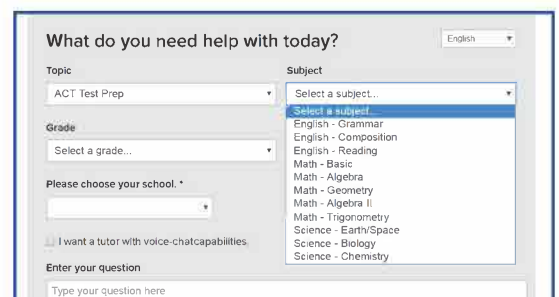 What do you need help with today?
English
Topic
Subject
ACT Test Prep
Select a subject...
Select a subject...
English - Grammar
English - Composition
English - Reading
Math - Basic
Math - Algebra
Math - Geometry
Math - Algebra II
Math - Trigonometry
Science - Earth/Space
Science - Biology
Science - Chemistry
Grade
Select a grade...
Please choose your school. *
I want a tutor with voice-chatcapabilities.
Enter your question
Type your question here